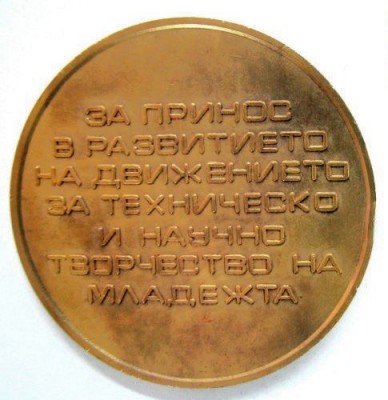 ЗА ПРИНОС
В РАЗВИТИЕТО
НА ДВИЖЕНИЕТО
ЗА ТЕХНИЧЕСКО
И НАУЧНО
ТВОРЧЕСТВО НА
МЛАДЕЖТА